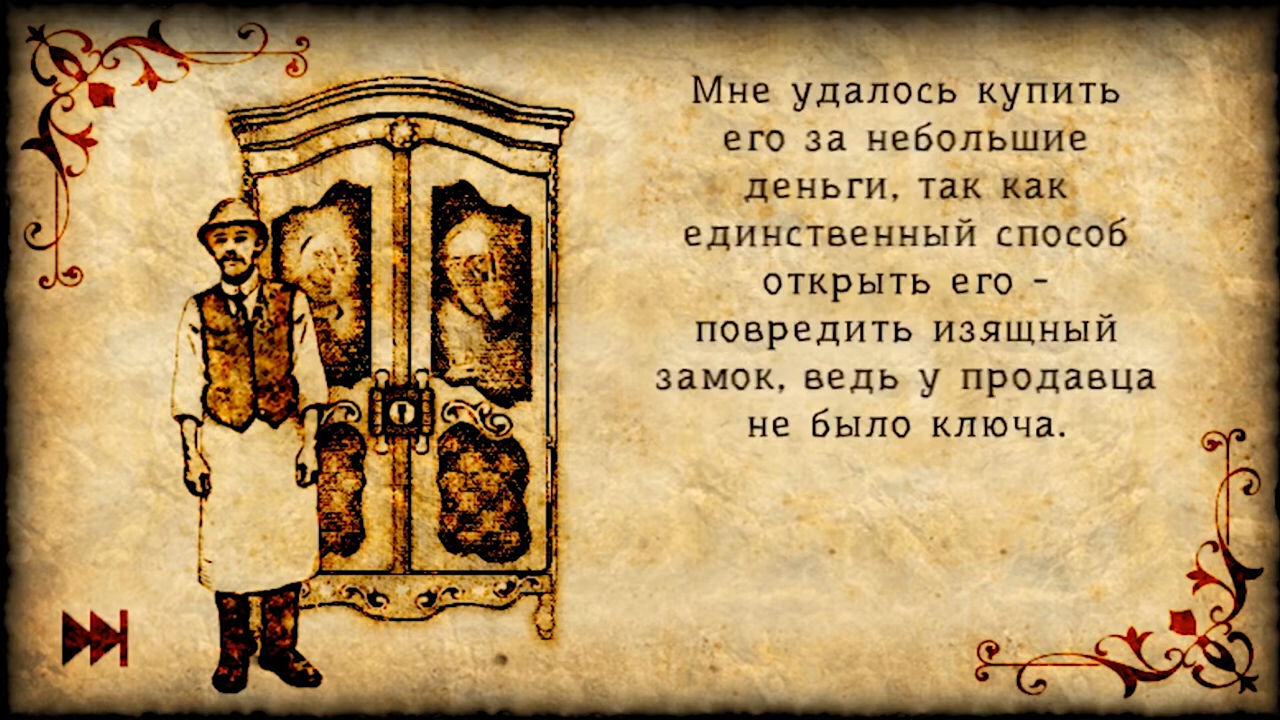 Мне удалось купить
его за небольшие
деньги, так как
единственный способ
открыть его -
повредить изящный
замок, ведь у продавца
не было ключа.